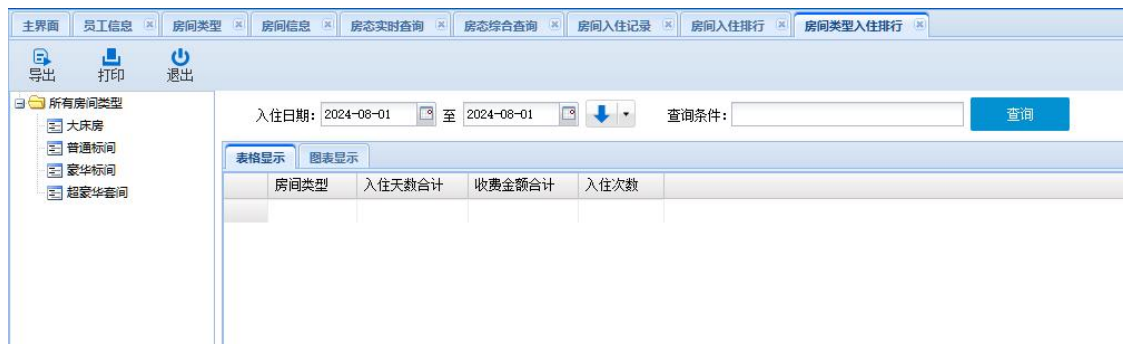 主界面 员工信息 房间类型 房间信息 房态实时查询 房态综合查询 房间入住记录 房间入住排行 房间类型入住排行
导出 打印 退出
所有房间类型
大床房
普通标间
豪华标间
超豪华套间
入住日期: 2024-08-01 至 2024-08-01 查询条件: 查询
表格显示 图表显示
房间类型 入住天数合计 收费金额合计 入住次数